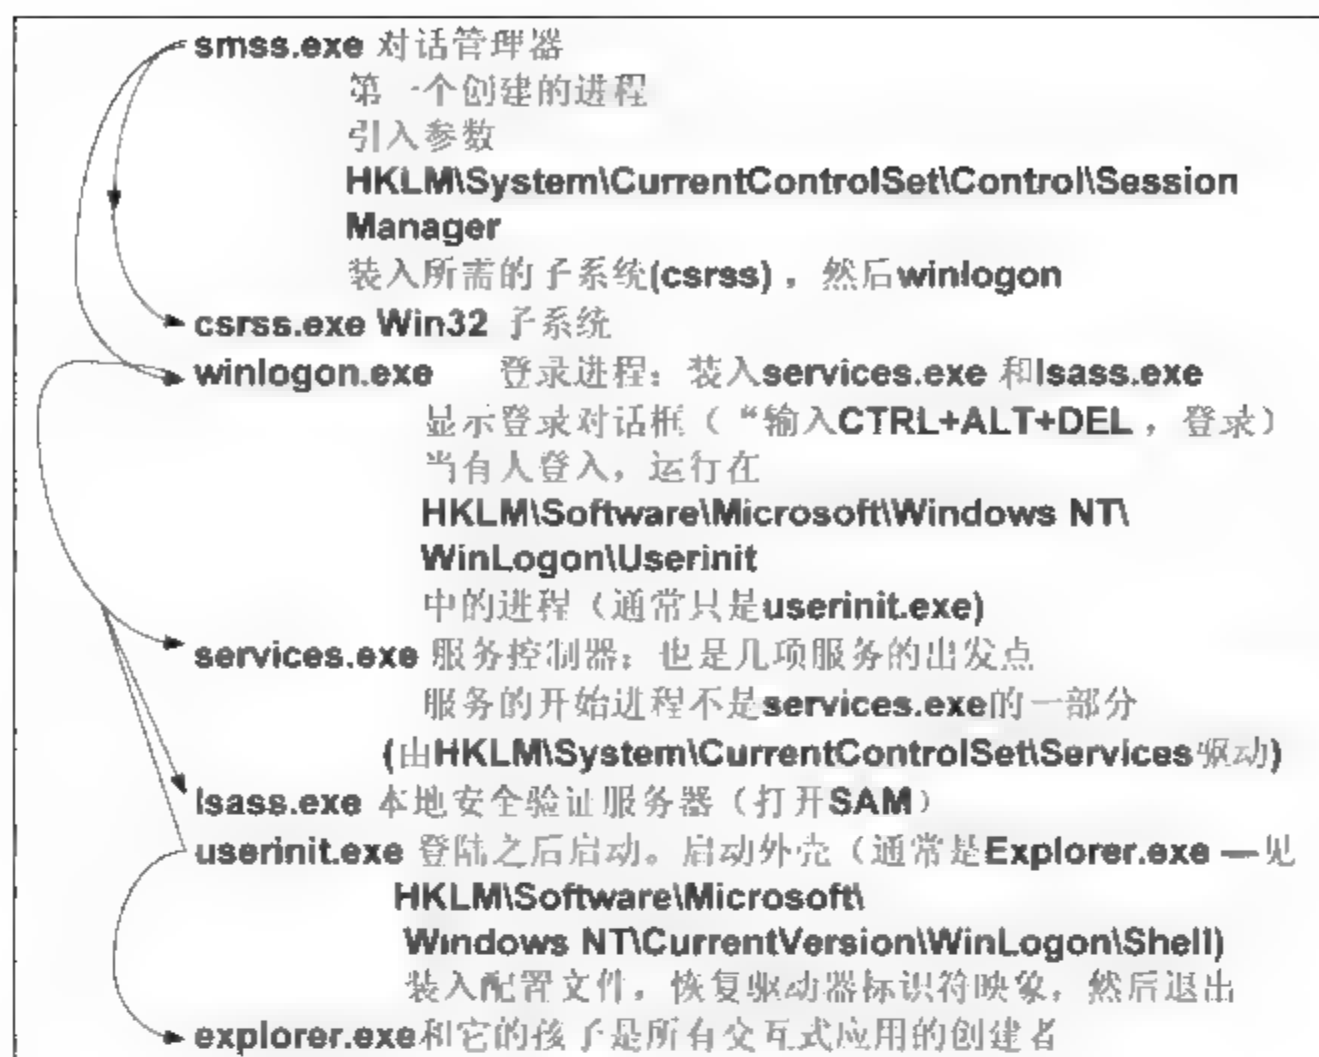 smss.exe 对话管理器
第一个创建的进程
引入参数
HKLM\System\CurrentControlSet\Control\Session
Manager
装入所需的子系统(csrss)，然后winlogon
csrss.exe Win32 子系统
winlogon.exe 登录进程：装入services.exe 和lsass.exe
显示登录对话框（“输入CTRL+ALT+DEL，登录）
当有人登入，运行在
HKLM\Software\Microsoft\Windows NT\
WinLogon\Userinit
中的进程（通常只是userinit.exe)
services.exe 服务控制器；也是几项服务的出发点
服务的开始进程不是services.exe的一部分
(由HKLM\System\CurrentControlSet\Services驱动)
lsass.exe 本地安全验证服务器（打开SAM）
userinit.exe 登陆之后启动。启动外壳（通常是Explorer.exe —见
HKLM\Software\Microsoft\
Windows NT\CurrentVersion\WinLogon\Shell)
装入配置文件，恢复驱动器标识符映象，然后退出
explorer.exe和它的孩子是所有交互式应用的创建者